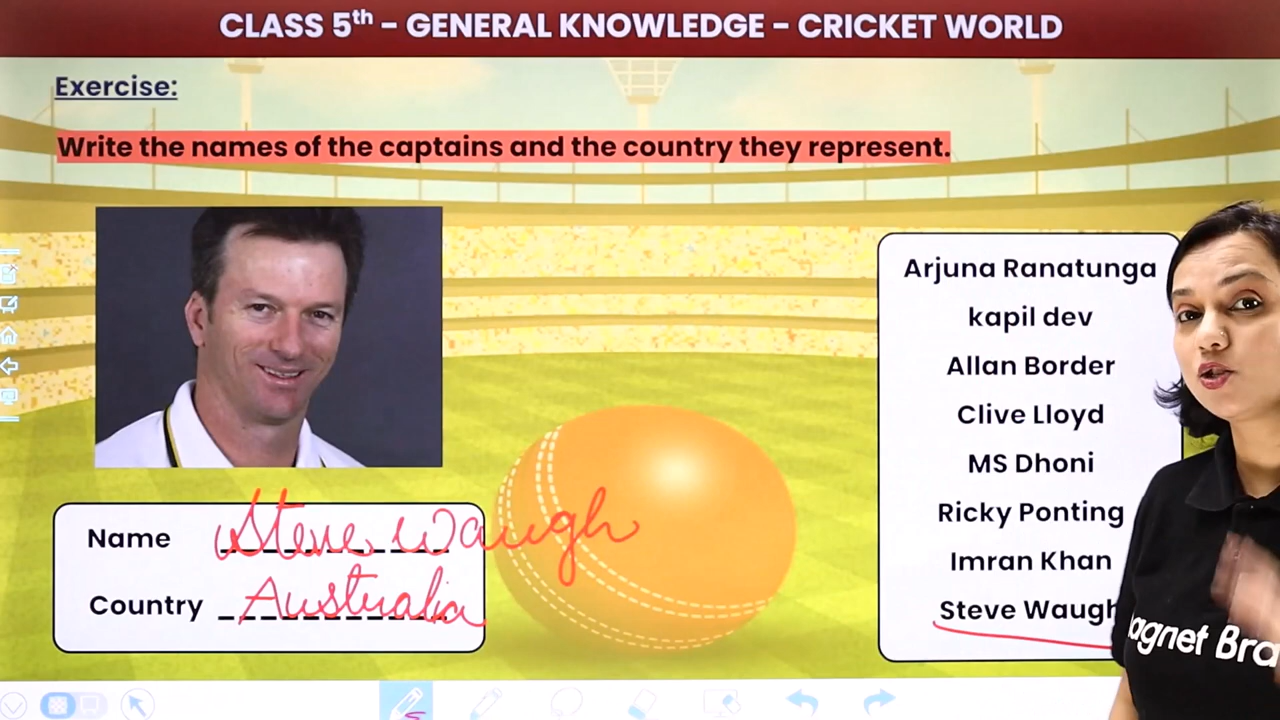 CLASS 5th – GENERAL KNOWLEDGE – CRICKET WORLD
Exercise:
Write the names of the captains and the country they represent.
Arjuna Ranatunga
kapil dev
Allan Border
Clive Lloyd
MS Dhoni
Ricky Ponting
Imran Khan
Steve Waugh
Name Steve Waugh
Country Australia
agnet Bra